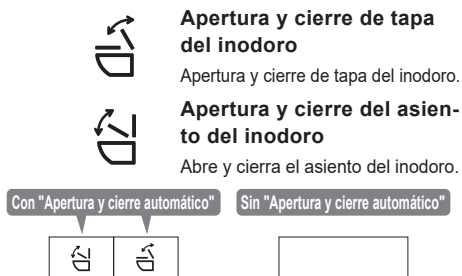 Apertura y cierre de tapa
del inodoro
Apertura y cierre de tapa del inodoro.
Apertura y cierre del asien-
to del inodoro
Abre y cierra el asiento del inodoro.
Con "Apertura y cierre automático" Sin "Apertura y cierre automático"